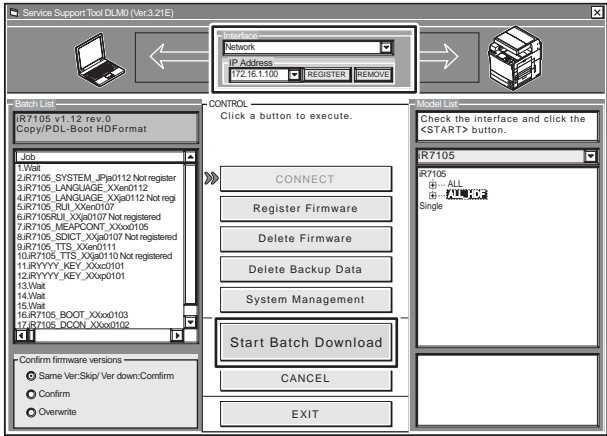 Service Support Tool DLM0 (Ver.3.21E)
Interface
Network
IP Address
172.16.1.100
REGISTER
REMOVE
Batch List
iR7105 v1.12 rev.0
Copy/PDL-Boot HDFormat
Job
1.Wait
2.iR7105_SYSTEM_JPja0112 Not register
3.iR7105_LANGUAGE_XXen0112
4.iR7105_LANGUAGE_XXja0112 Not regi
5.iR7105_RUI_XXen0107
6.iR7105RUI_XXja0107 Not registered
7.iR7105_MEAPCONT_XXxx0105
8.iR7105_SDICT_XXja0107 Not registered
9.iR7105_TTS_XXen0111
10.iR7105_TTS_XXja0110 Not registered
11.iRYYYY_KEY_XXxc0101
12.iRYYYY_KEY_XXxp0101
13.Wait
14.Wait
15.Wait
16.iR7105_BOOT_XXxx0103
17.iR7105_DCON_XXxx0102
Confirm firmware versions
Same Ver:Skip/ Ver down:Comfirm
Confirm
Overwrite
CONTROL
Click a button to execute.
CONNECT
Register Firmware
Delete Firmware
Delete Backup Data
System Management
Start Batch Download
CANCEL
EXIT
Model List
Check the interface and click the
<START> button.
iR7105
iR7105
ALL
ALL_HDF
Single